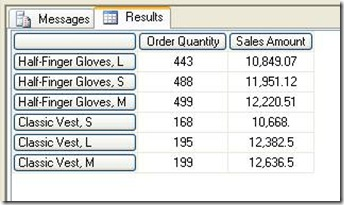 Messages Results
Order Quantity Sales Amount
Half-Finger Gloves, L 443 10,849.07
Half-Finger Gloves, S 488 11,951.12
Half-Finger Gloves, M 499 12,220.51
Classic Vest, S 168 10,668.
Classic Vest, L 195 12,382.5
Classic Vest, M 199 12,636.5